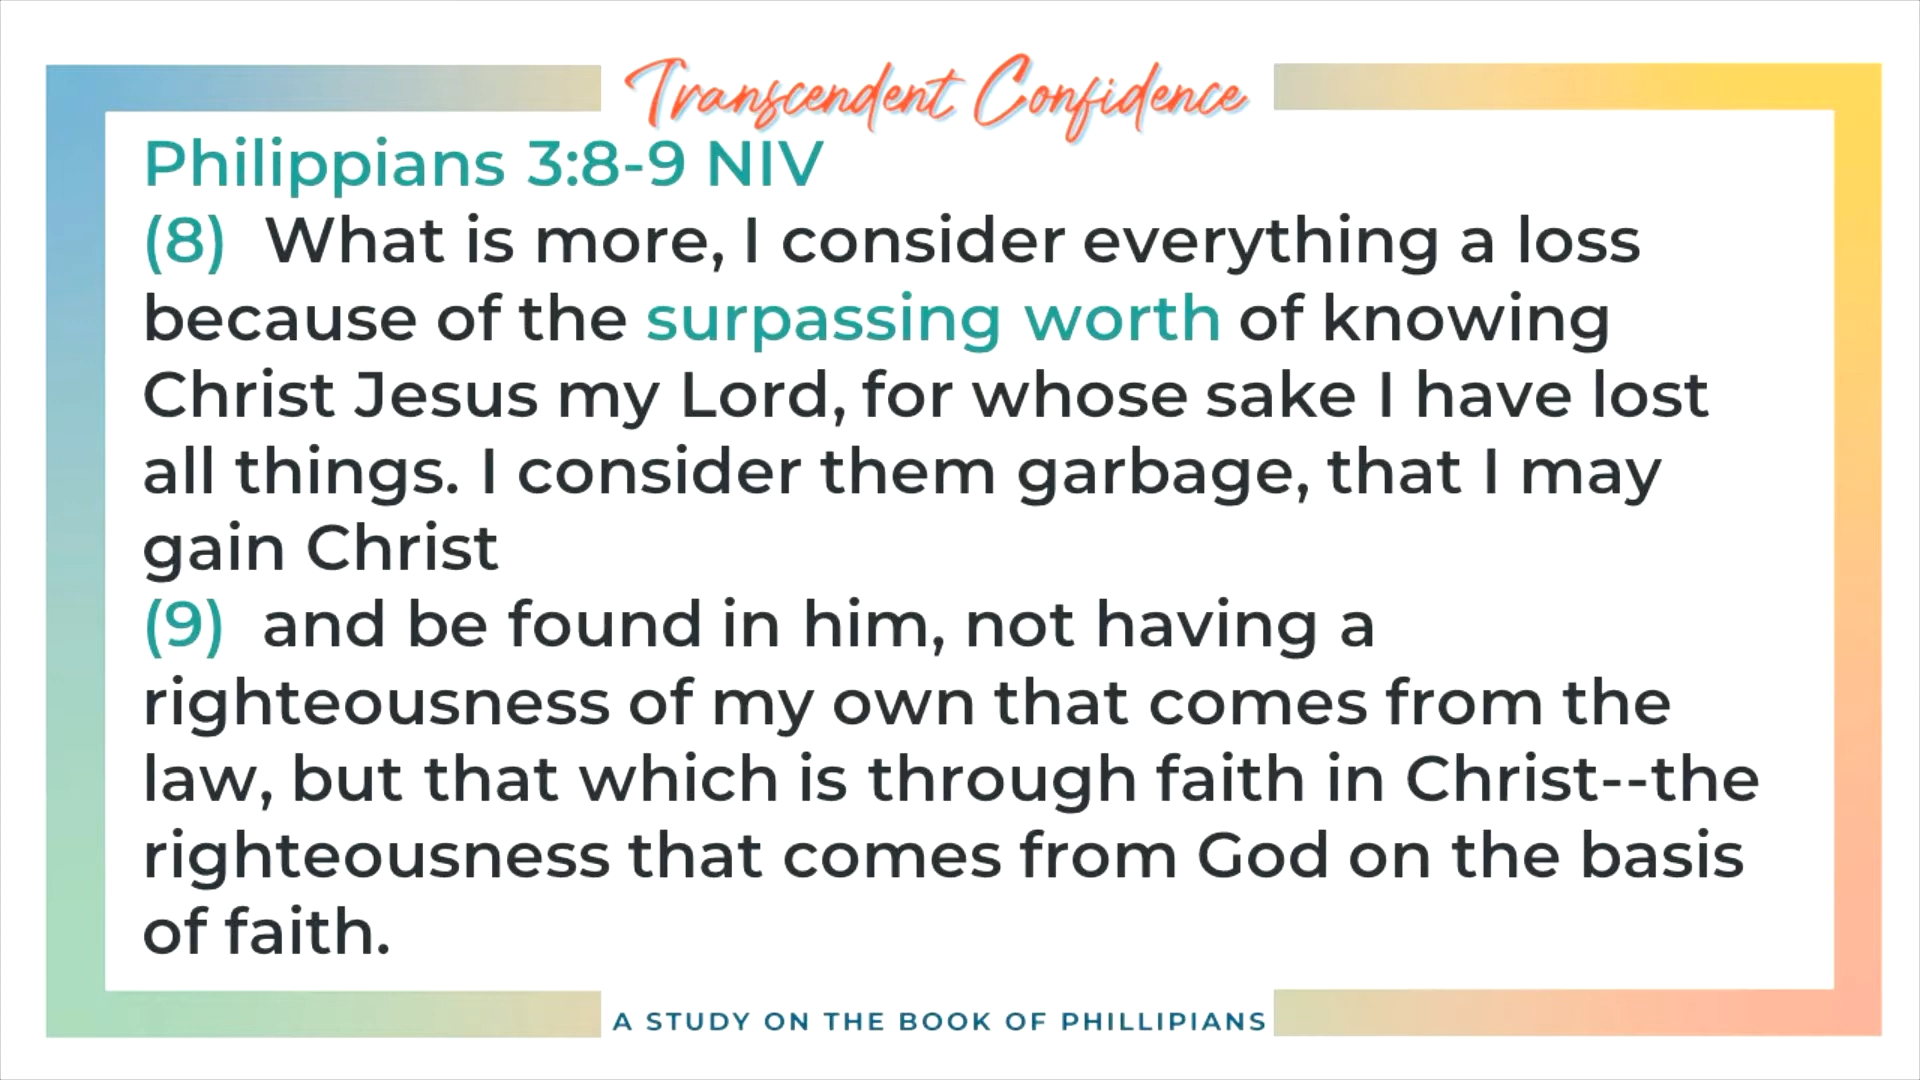 Transcendent Confidence
Philippians 3:8-9 NIV
(8) What is more, I consider everything a loss
because of the surpassing worth of knowing
Christ Jesus my Lord, for whose sake I have lost
all things. I consider them garbage, that I may
gain Christ
(9) and be found in him, not having a
righteousness of my own that comes from the
law, but that which is through faith in Christ--the
righteousness that comes from God on the basis
of faith.
A STUDY ON THE BOOK OF PHILLIPIANS